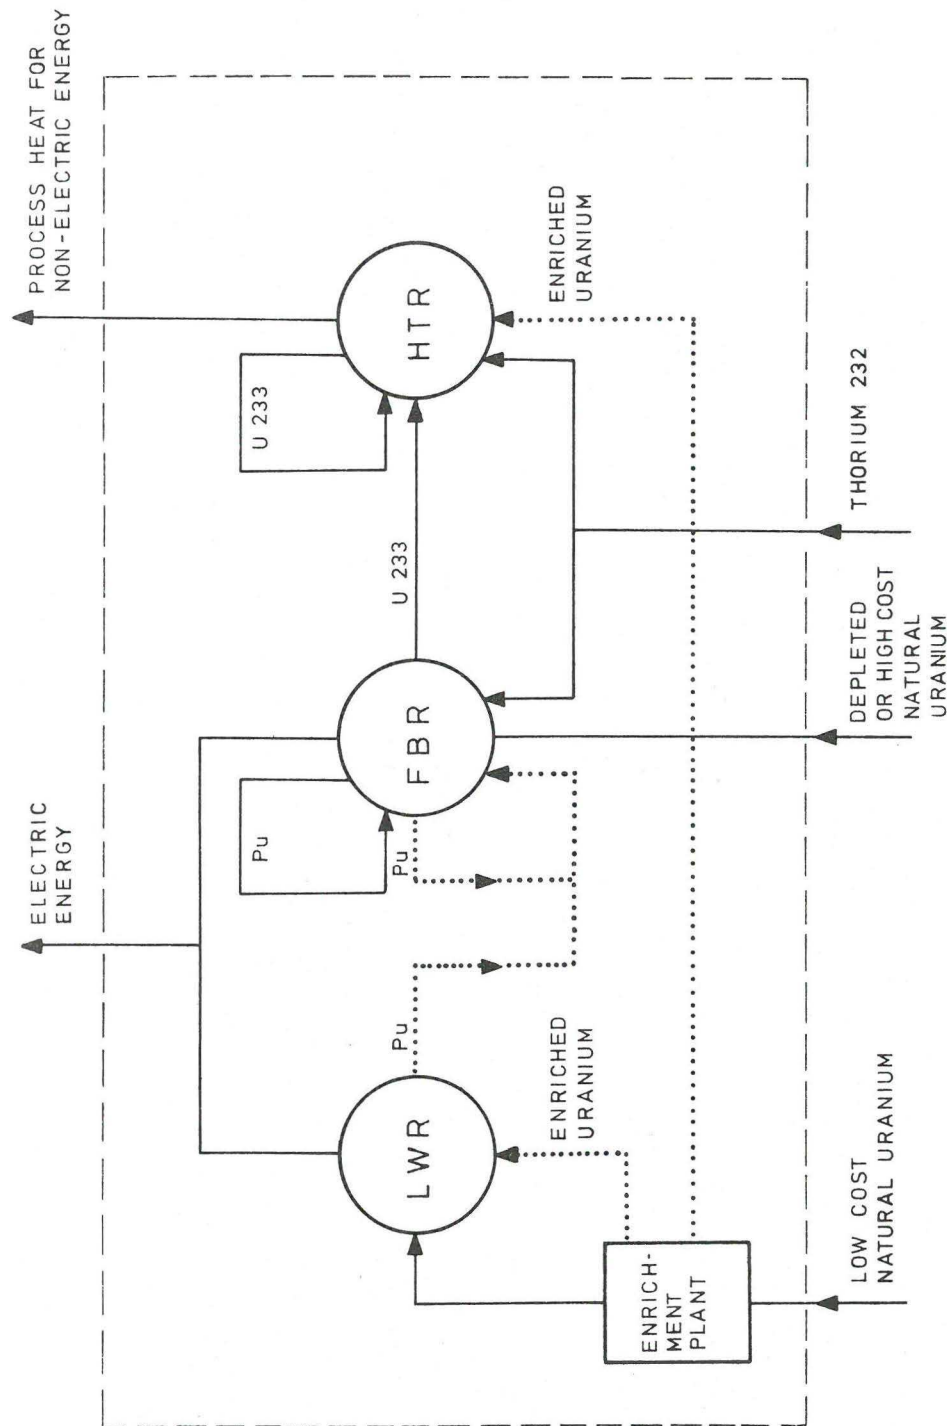 ELECTRIC
ENERGY
PROCESS HEAT FOR
NON-ELECTRIC ENERGY
Pu
U 233
Pu
Pu
U 233
LWR
FBR
HTR
ENRICHED
URANIUM
ENRICHED
URANIUM
ENRICH-
MENT
PLANT
LOW COST
NATURAL URANIUM
DEPLETED
OR HIGH COST
NATURAL
URANIUM
THORIUM 232